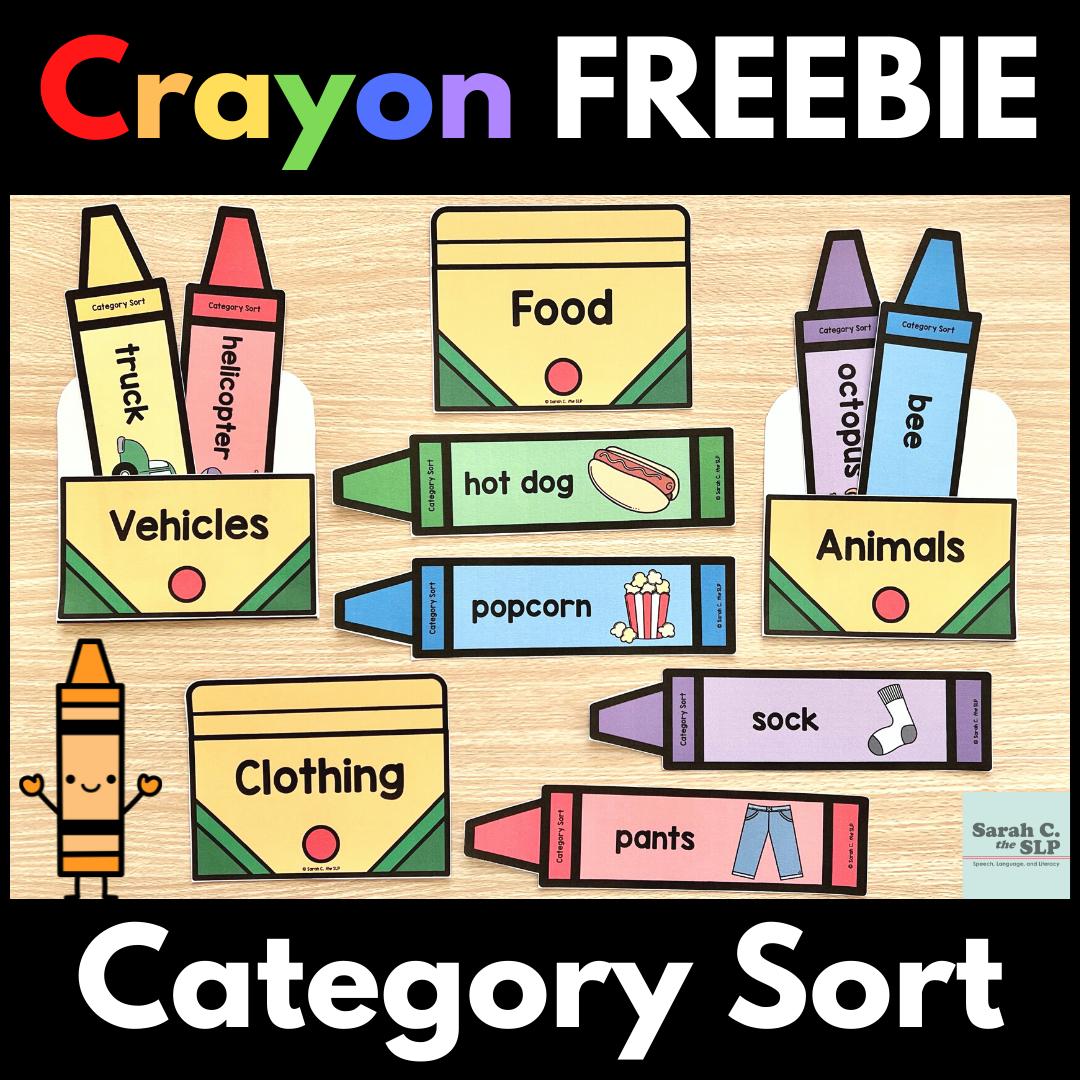 Crayon FREEBIE
Category Sort
truck
Category Sort
helicopter
Vehicles
Food
© Sarah C. the SLP
Category Sort
octopus
Category Sort
bee
Animals
Category Sort
hot dog
© Sarah C. the SLP
Category Sort
popcorn
© Sarah C. the SLP
Category Sort
sock
© Sarah C. the SLP
Clothing
© Sarah C. the SLP
Category Sort
pants
© Sarah C. the SLP
Sarah C.
the SLP
Speech, Language, and Literacy
Category Sort